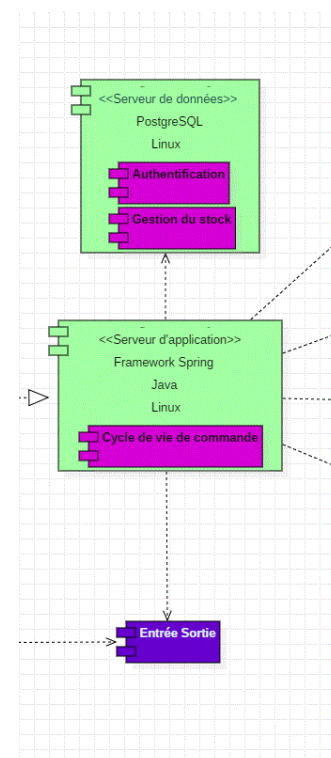 <<Serveur de données>>
PostgreSQL
Linux
Authentification
Gestion du stock
<<Serveur d'application>>
Framework Spring
Java
Linux
Cycle de vie de commande
Entrée Sortie